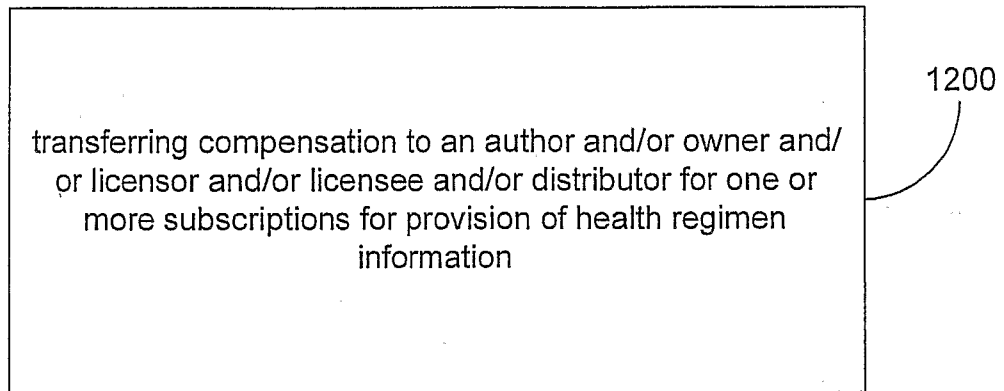 1200
transferring compensation to an author and/or owner and/
or licensor and/or licensee and/or distributor for one or
more subscriptions for provision of health regimen
information